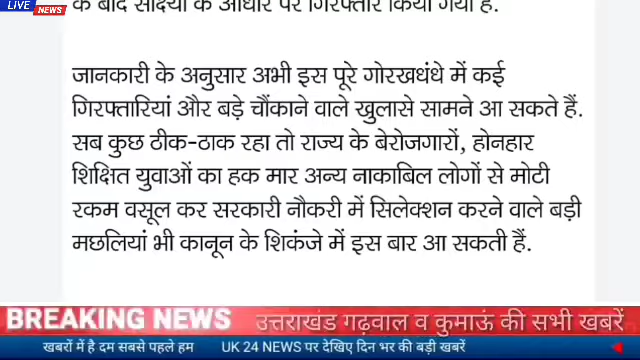 LIVE
NEWS
के बाद साक्ष्यों के आधार पर गिरफ्तार किया गया है.
जानकारी के अनुसार अभी इस पूरे गोरखधंधे में कई
गिरफ्तारियां और बड़े चौंकाने वाले खुलासे सामने आ सकते हैं.
सब कुछ ठीक-ठाक रहा तो राज्य के बेरोजगारों, होनहार
शिक्षित युवाओं का हक मार अन्य नाकाबिल लोगों से मोटी
रकम वसूल कर सरकारी नौकरी में सिलेक्शन करने वाले बड़ी
मछलियां भी कानून के शिकंजे में इस बार आ सकती हैं.
BREAKING NEWS उत्तराखंड गढ़वाल व कुमाऊं की सभी खबरें
खबरों में है दम सबसे पहले हम UK 24 NEWS पर देखिए दिन भर की बड़ी खबरें